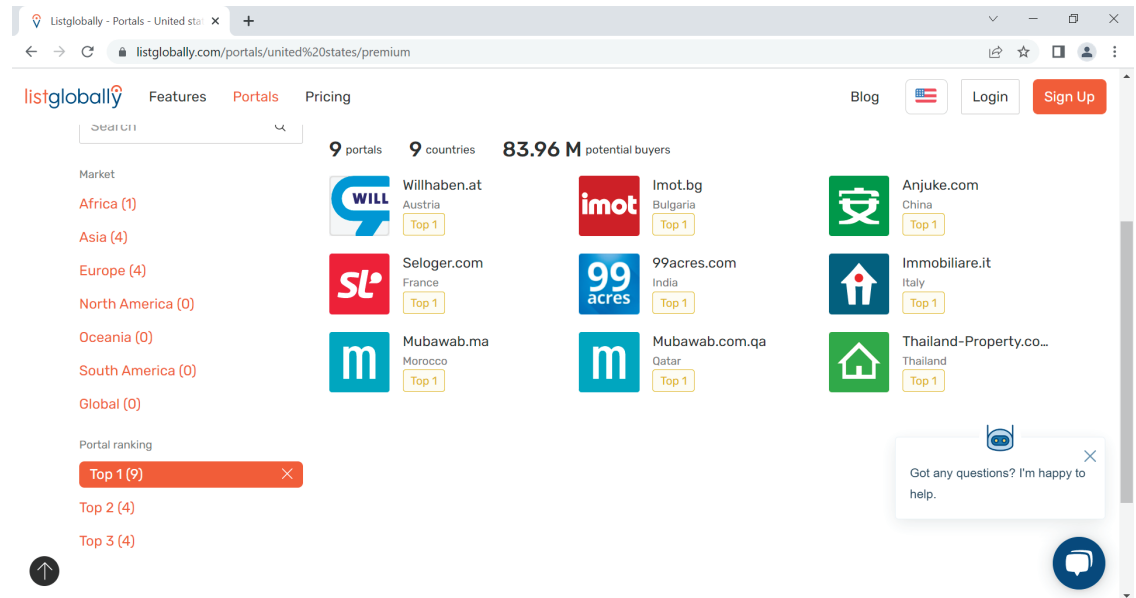 Listglobally - Portals - United sta
listglobally.com/portals/united%20states/premium
listglobally
Features
Portals
Pricing
Blog
Login
Sign Up
Search
9 portals
9 countries
83.96 M potential buyers
Market
Africa (1)
Asia (4)
Europe (4)
North America (0)
Oceania (0)
South America (0)
Global (0)
Portal ranking
Top 1 (9)
Top 2 (4)
Top 3 (4)
WILL
Willhaben.at
Austria
Top 1
imot
Imot.bg
Bulgaria
Top 1
安
Anjuke.com
China
Top 1
SL
Seloger.com
France
Top 1
99
acres
99acres.com
India
Top 1
Immobiliare.it
Italy
Top 1
m
Mubawab.ma
Morocco
Top 1
m
Mubawab.com.qa
Qatar
Top 1
Thailand-Property.co...
Thailand
Top 1
Got any questions? I'm happy to
help.